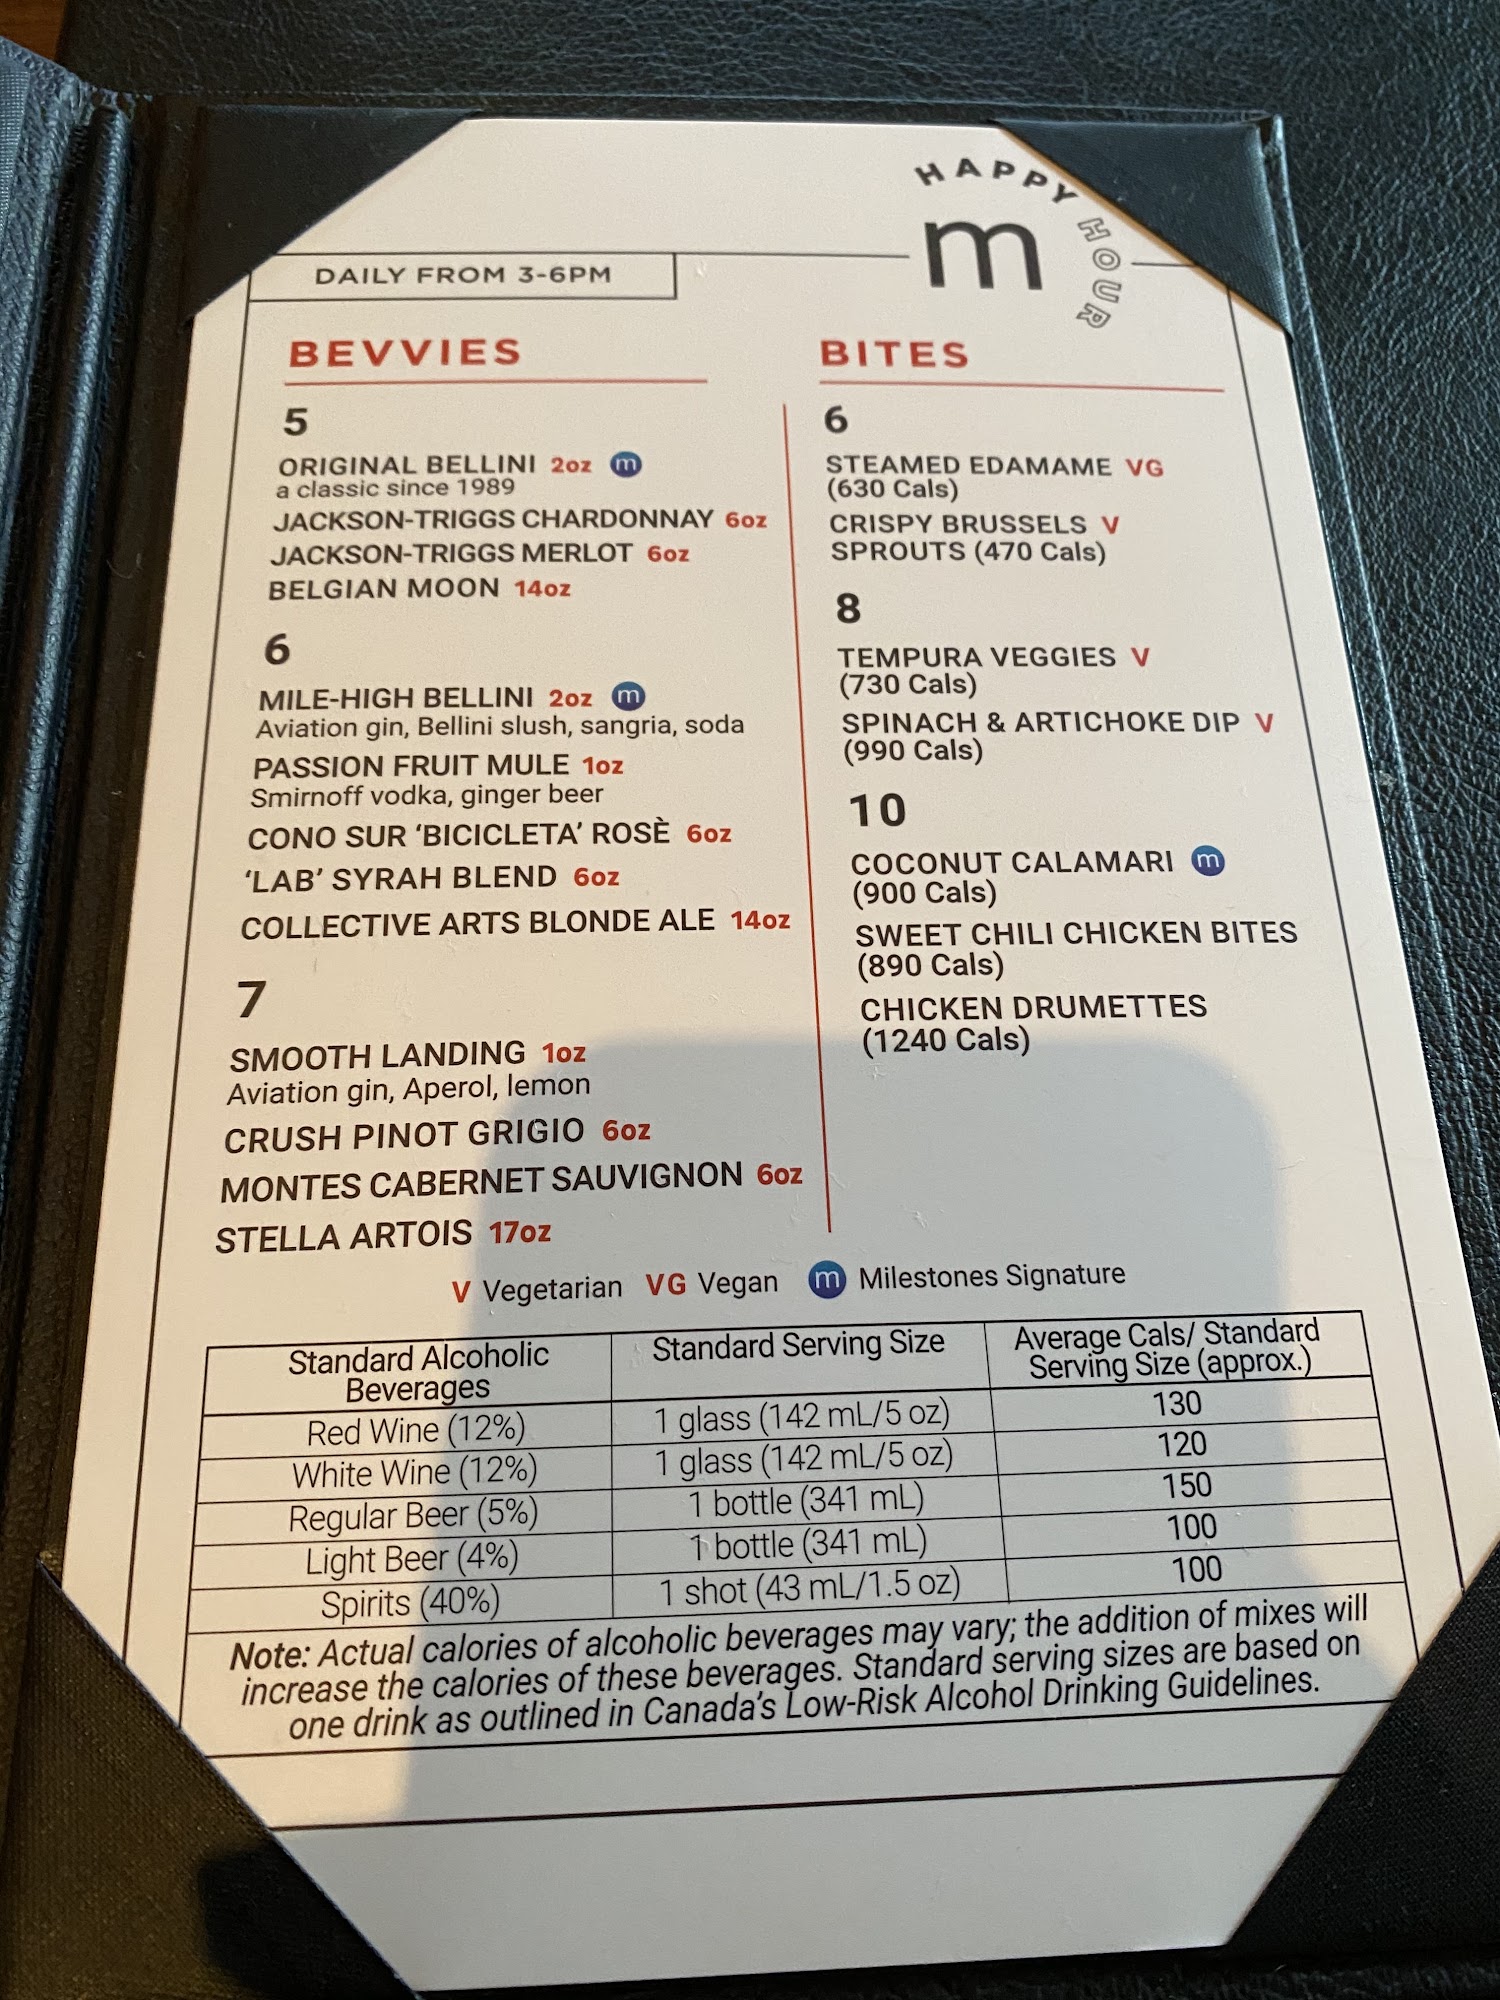 HAPPY HOUR
m
DAILY FROM 3-6PM
BEVVIES
5
ORIGINAL BELLINI 2oz m
a classic since 1989
JACKSON-TRIGGS CHARDONNAY 6oz
JACKSON-TRIGGS MERLOT 6oz
BELGIAN MOON 14oz
6
MILE-HIGH BELLINI 2oz m
Aviation gin, Bellini slush, sangria, soda
PASSION FRUIT MULE 1oz
Smirnoff vodka, ginger beer
CONO SUR ‘BICICLETA’ ROSÈ 6oz
‘LAB’ SYRAH BLEND 6oz
COLLECTIVE ARTS BLONDE ALE 14oz
7
SMOOTH LANDING 1oz
Aviation gin, Aperol, lemon
CRUSH PINOT GRIGIO 6oz
MONTES CABERNET SAUVIGNON 6oz
STELLA ARTOIS 17oz
BITES
6
STEAMED EDAMAME VG
(630 Cals)
CRISPY BRUSSELS V
SPROUTS (470 Cals)
8
TEMPURA VEGGIES V
(730 Cals)
SPINACH & ARTICHOKE DIP V
(990 Cals)
10
COCONUT CALAMARI m
(900 Cals)
SWEET CHILI CHICKEN BITES
(890 Cals)
CHICKEN DRUMETTES
(1240 Cals)
V Vegetarian VG Vegan m Milestones Signature
Standard Alcoholic
Beverages
Standard Serving Size
Average Cals/ Standard
Serving Size (approx.)
Red Wine (12%) 1 glass (142 mL/5 oz) 130
White Wine (12%) 1 glass (142 mL/5 oz) 120
Regular Beer (5%) 1 bottle (341 mL) 150
Light Beer (4%) 1 bottle (341 mL) 100
Spirits (40%) 1 shot (43 mL/1.5 oz) 100
Note: Actual calories of alcoholic beverages may vary; the addition of mixes will
increase the calories of these beverages. Standard serving sizes are based on
one drink as outlined in Canada's Low-Risk Alcohol Drinking Guidelines.